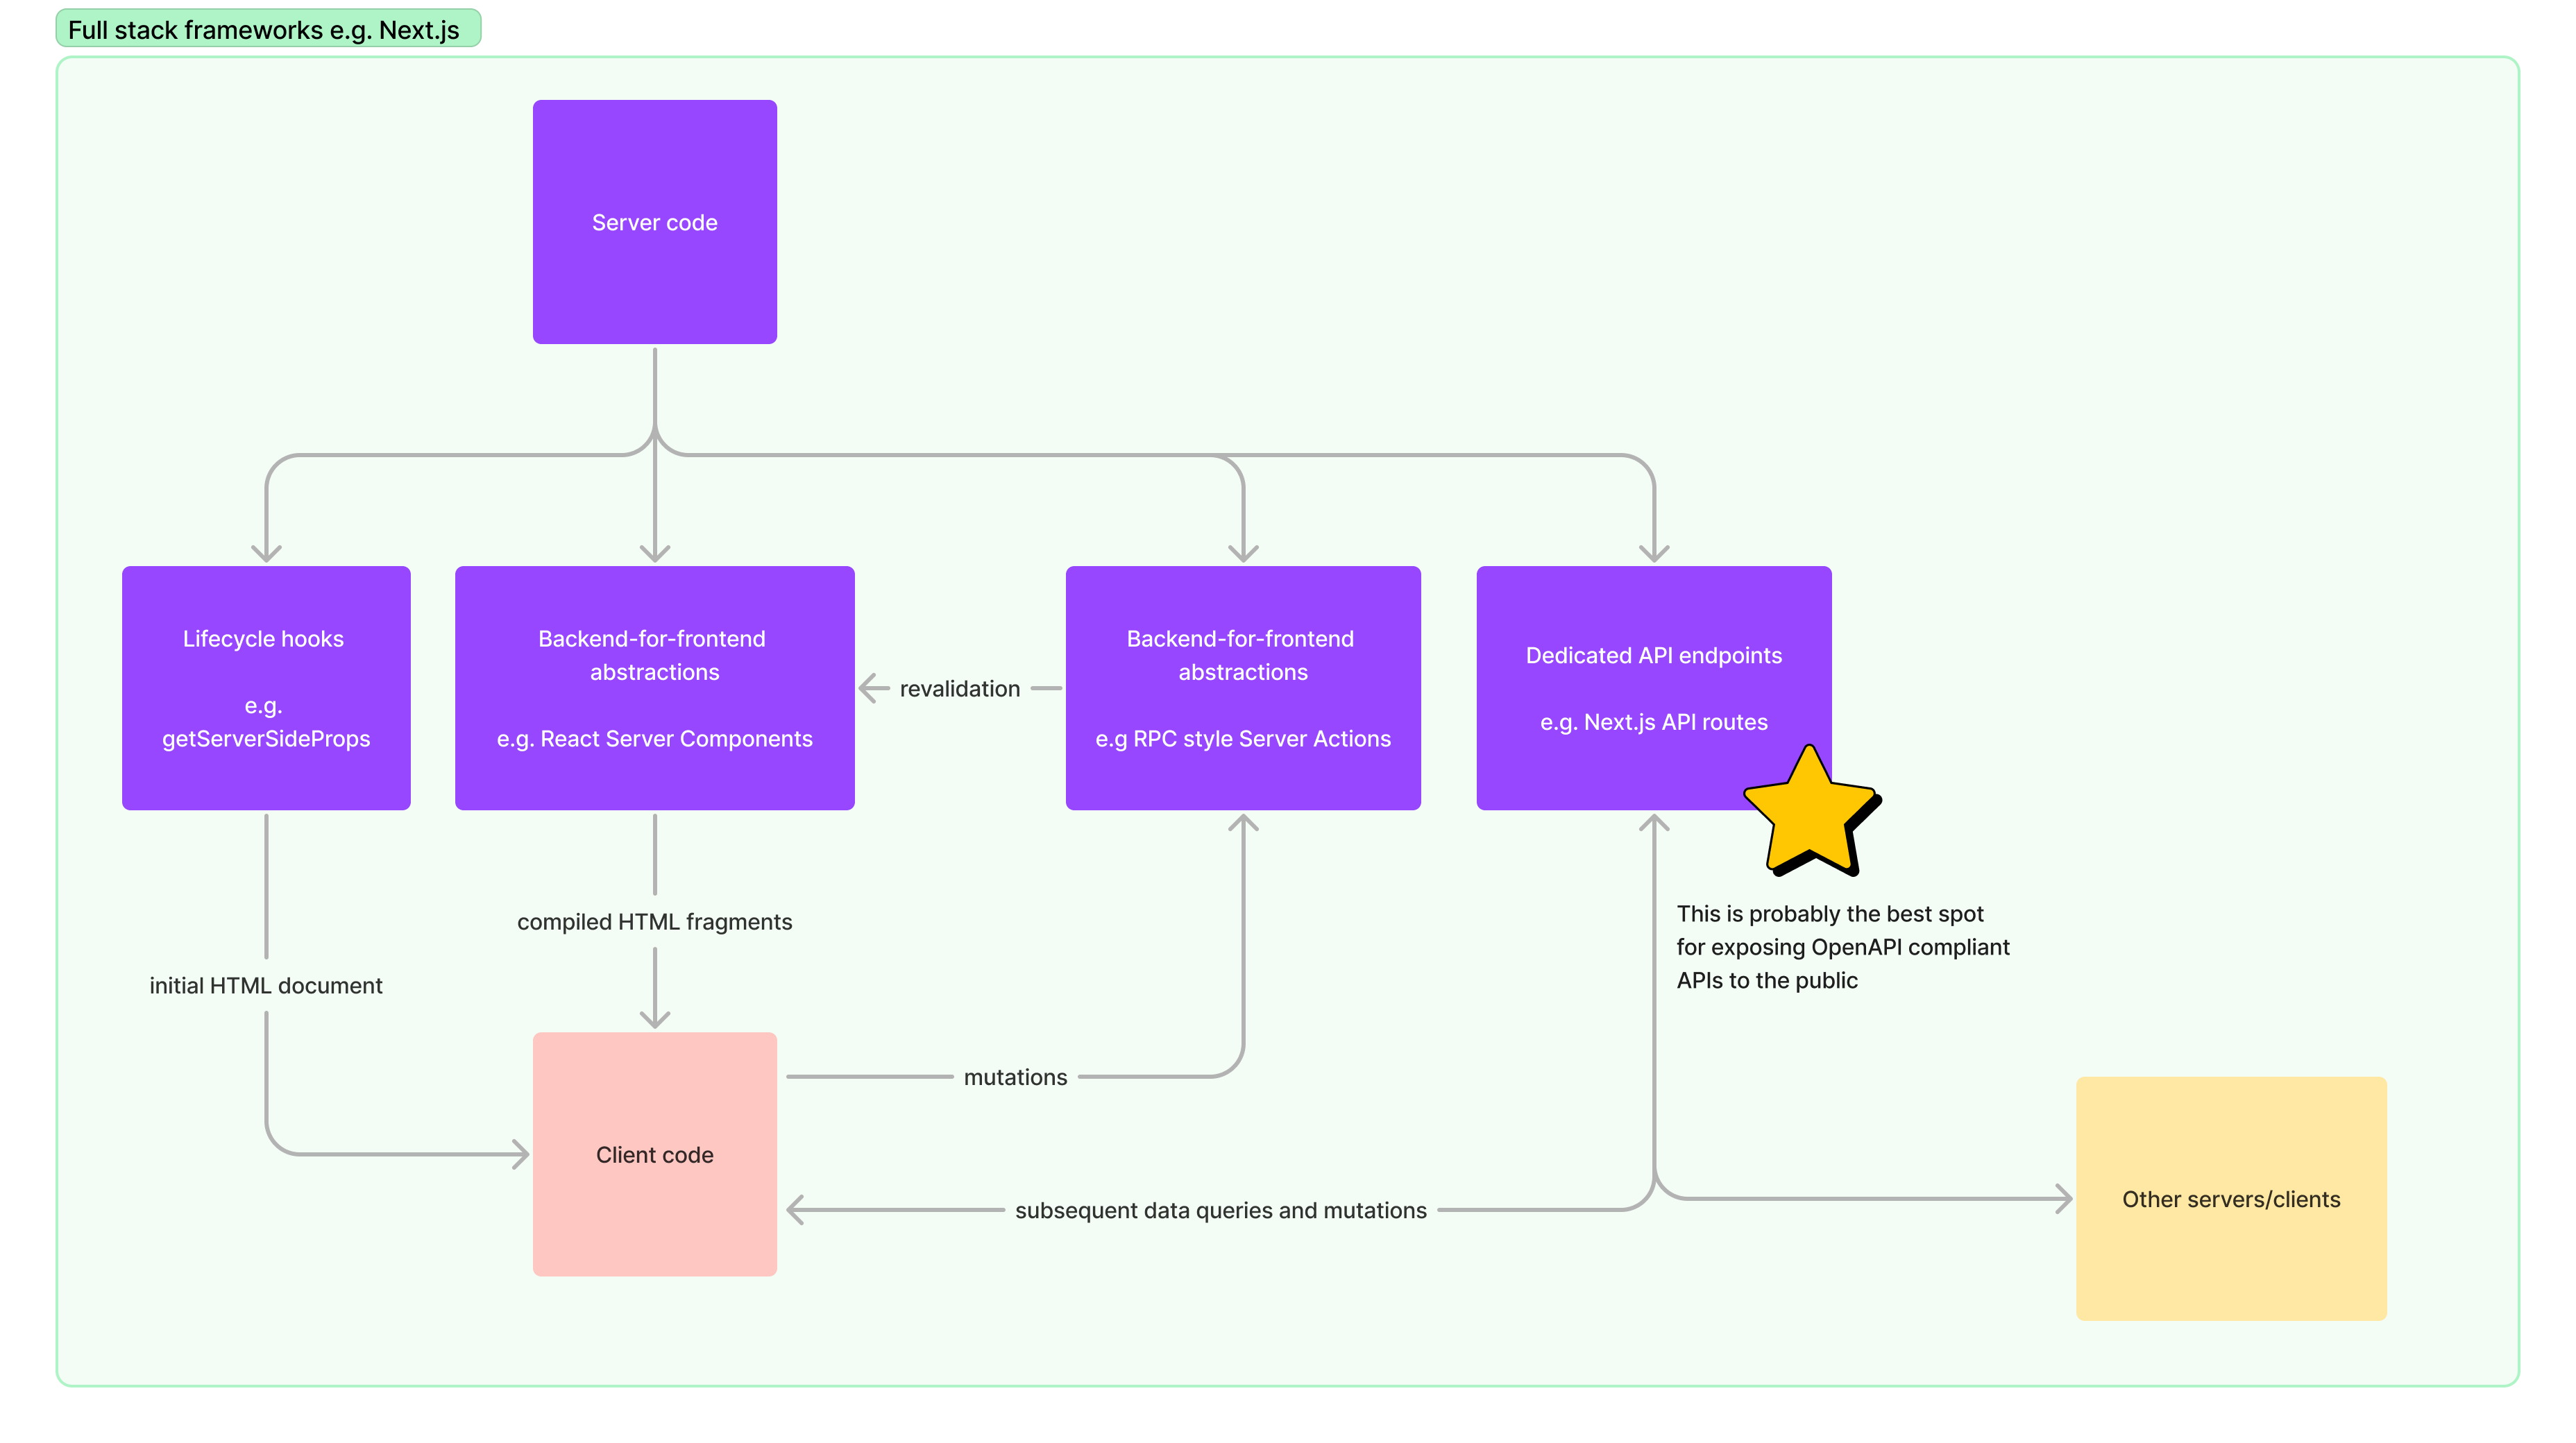 Full stack frameworks e.g. Next.js
Server code
Lifecycle hooks
e.g.
getServerSideProps
Backend-for-frontend
abstractions
e.g. React Server Components
revalidation
Backend-for-frontend
abstractions
e.g RPC style Server Actions
Dedicated API endpoints
e.g. Next.js API routes
This is probably the best spot
for exposing OpenAPI compliant
APIs to the public
compiled HTML fragments
initial HTML document
mutations
Client code
subsequent data queries and mutations
Other servers/clients